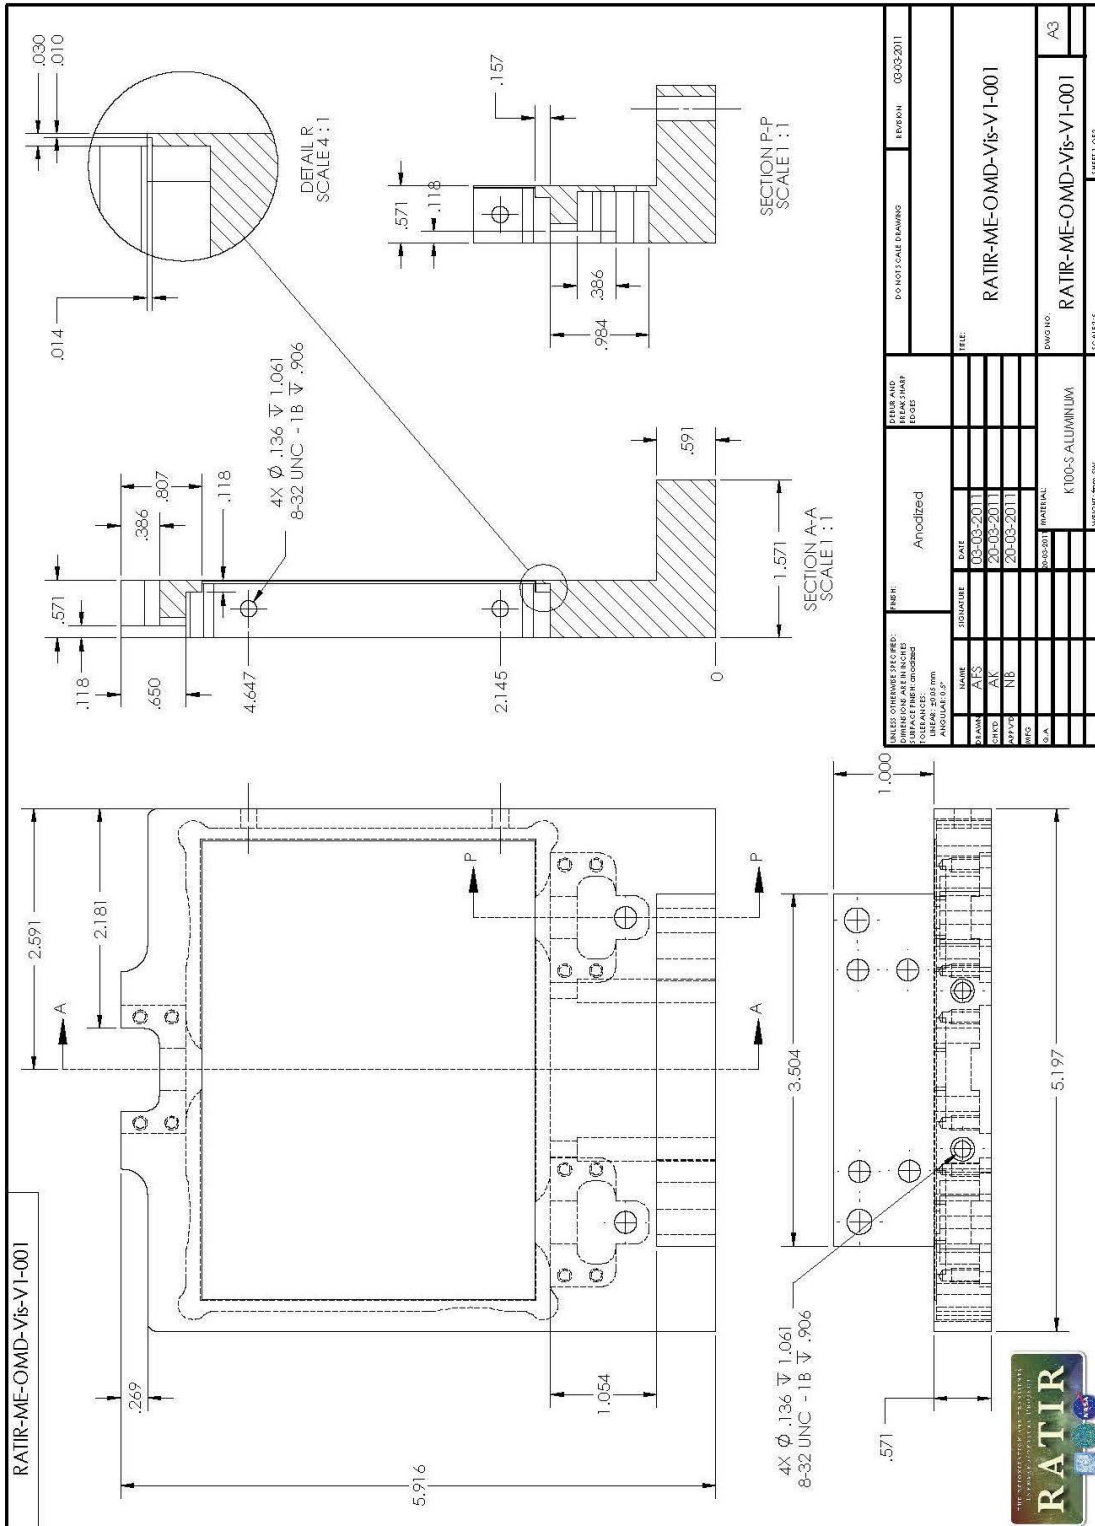 RATIR-ME-OMD-Vis-V1-001
2.591
2.181
A
A
P
P
.269
5.916
1.054
.118
.571
.386
.807
.650
.118
4.647
2.145
0
4X Ø .136 ↧ 1.061
8-32 UNC - 1B ↧ .906
.591
1.571
SECTION A-A
SCALE 1 : 1
.014
.030
.010
DETAIL R
SCALE 4 : 1
.571
.118
.157
.386
.984
SECTION P-P
SCALE 1 : 1
4X Ø .136 ↧ 1.061
8-32 UNC - 1B ↧ .906
3.504
1.000
.571
5.197
RATIR
NASA
UNLESS OTHERWISE SPECIFIED:
DIMENSIONS ARE IN INCHES
SURFACE FINISH: anodized
TOLERANCES:
LINEAR: ±0.05 mm
ANGULAR: 0.5°
FINISH:
Anodized
DEBUR AND
BREAK SHARP
EDGES
DO NOT SCALE DRAWING
REVISION 03-03-2011
NAME SIGNATURE DATE
DRAWN AFS 03-03-2011
CHK'D AK 20-03-2011
APPV'D NB 20-03-2011
MFG
Q.A
TITLE:
RATIR-ME-OMD-Vis-V1-001
MATERIAL:
K100-S ALUMINUM
DWG NO.
RATIR-ME-OMD-Vis-V1-001
A3